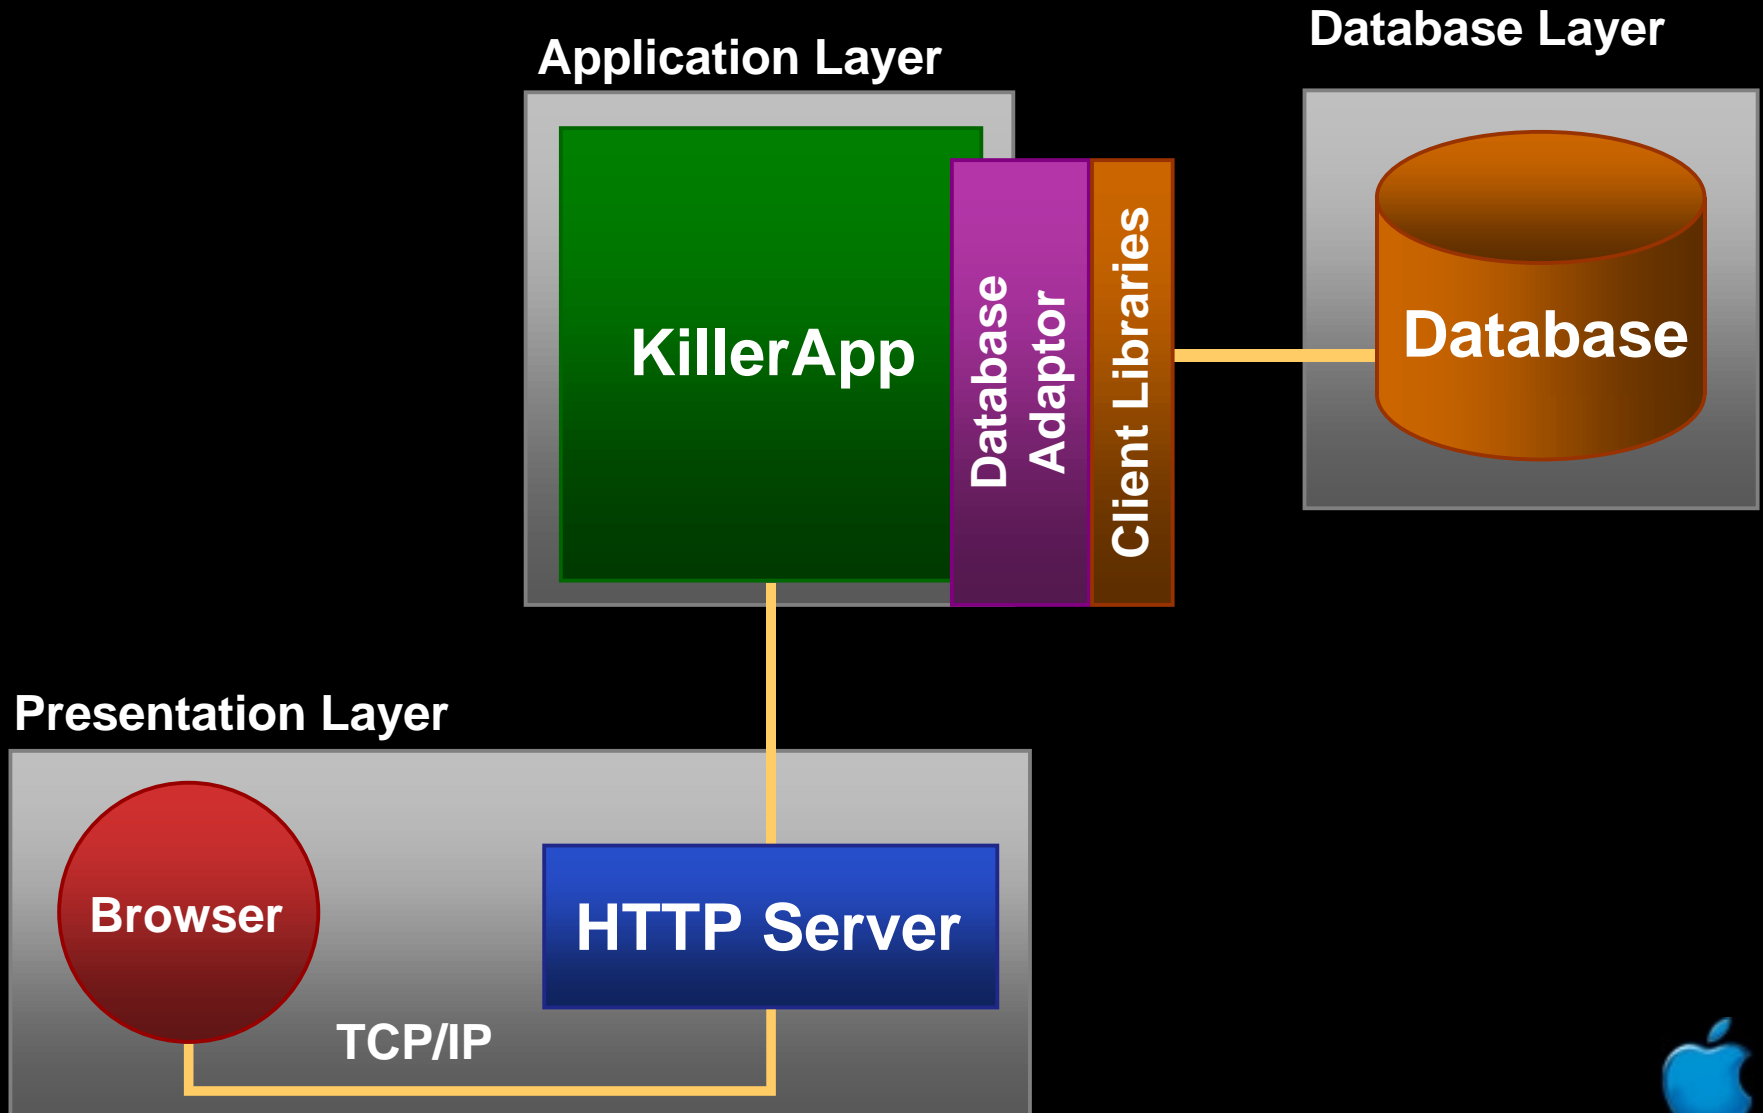 Application Layer
Database Layer
KillerApp
Database
Adaptor
Client Libraries
Database
Presentation Layer
Browser
HTTP Server
TCP/IP